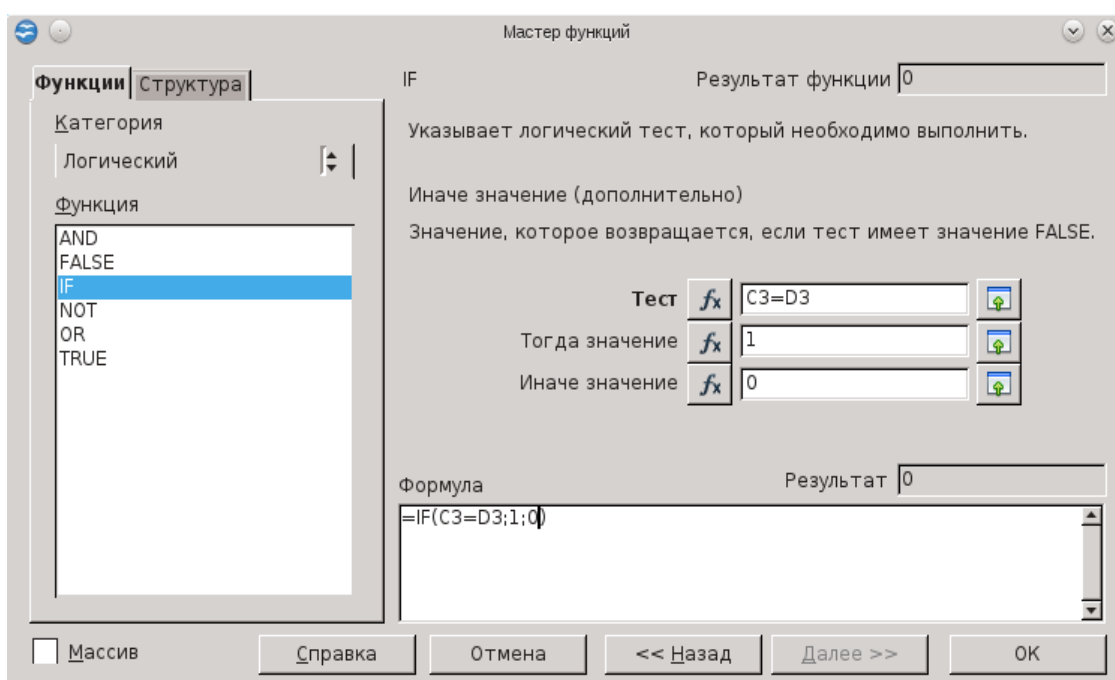 Мастер функций
Функции Структура
Категория
Логический
Функция
AND
FALSE
IF
NOT
OR
TRUE
IF Результат функции 0
Указывает логический тест, который необходимо выполнить.
Иначе значение (дополнительно)
Значение, которое возвращается, если тест имеет значение FALSE.
Тест fx C3=D3
Тогда значение fx 1
Иначе значение fx 0
Формула Результат 0
=IF(C3=D3;1;0)
Массив Справка Отмена << Назад Далее >> OK